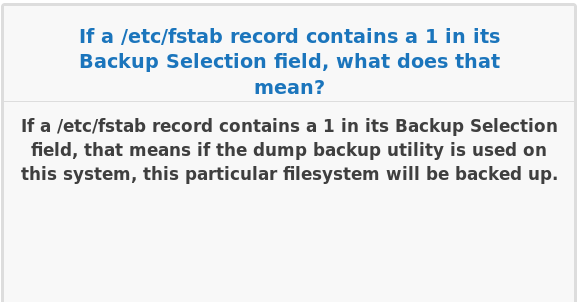 If a /etc/fstab record contains a 1 in its
Backup Selection field, what does that
mean?
If a /etc/fstab record contains a 1 in its Backup Selection
field, that means if the dump backup utility is used on
this system, this particular filesystem will be backed up.